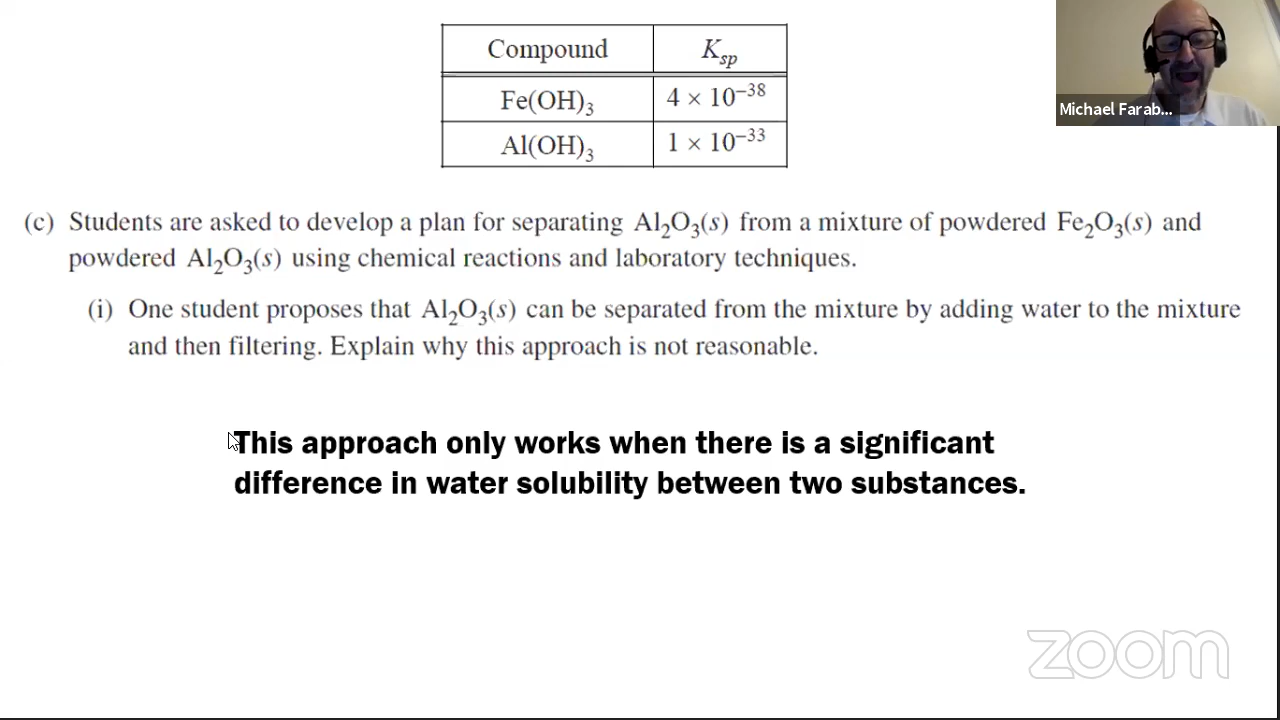 Compound K_sp
Fe(OH)₃ 4 × 10⁻³⁸
Al(OH)₃ 1 × 10⁻³³
Michael Farab...
(c) Students are asked to develop a plan for separating Al₂O₃(s) from a mixture of powdered Fe₂O₃(s) and
powdered Al₂O₃(s) using chemical reactions and laboratory techniques.
(i) One student proposes that Al₂O₃(s) can be separated from the mixture by adding water to the mixture
and then filtering. Explain why this approach is not reasonable.
This approach only works when there is a significant
difference in water solubility between two substances.
zoom